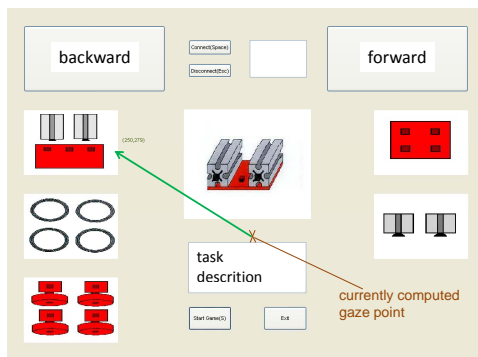 backward
Connect(Space)
forward
Disconnect(Esc)
(250,279)
X
task
descrition
currently computed
gaze point
Start Game(S)
Exit